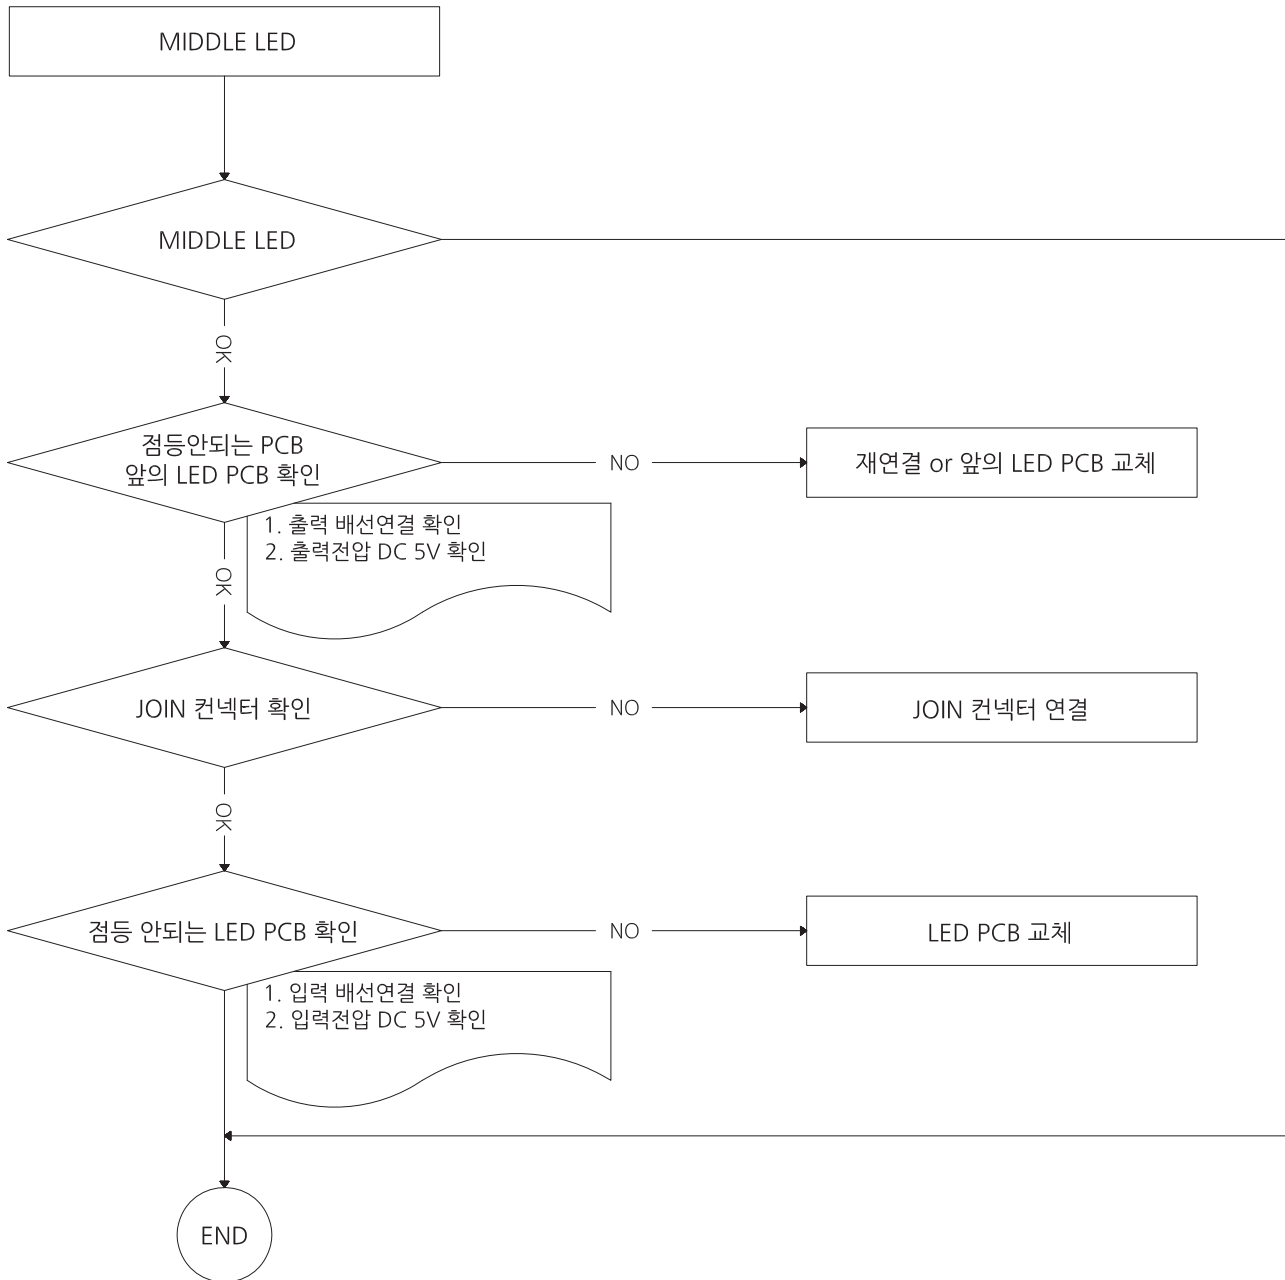 MIDDLE LED
MIDDLE LED
OK
점등안되는 PCB
앞의 LED PCB 확인
NO
재연결 or 앞의 LED PCB 교체
1. 출력 배선연결 확인
2. 출력전압 DC 5V 확인
OK
JOIN 컨넥터 확인
NO
JOIN 컨넥터 연결
OK
점등 안되는 LED PCB 확인
NO
LED PCB 교체
1. 입력 배선연결 확인
2. 입력전압 DC 5V 확인
END